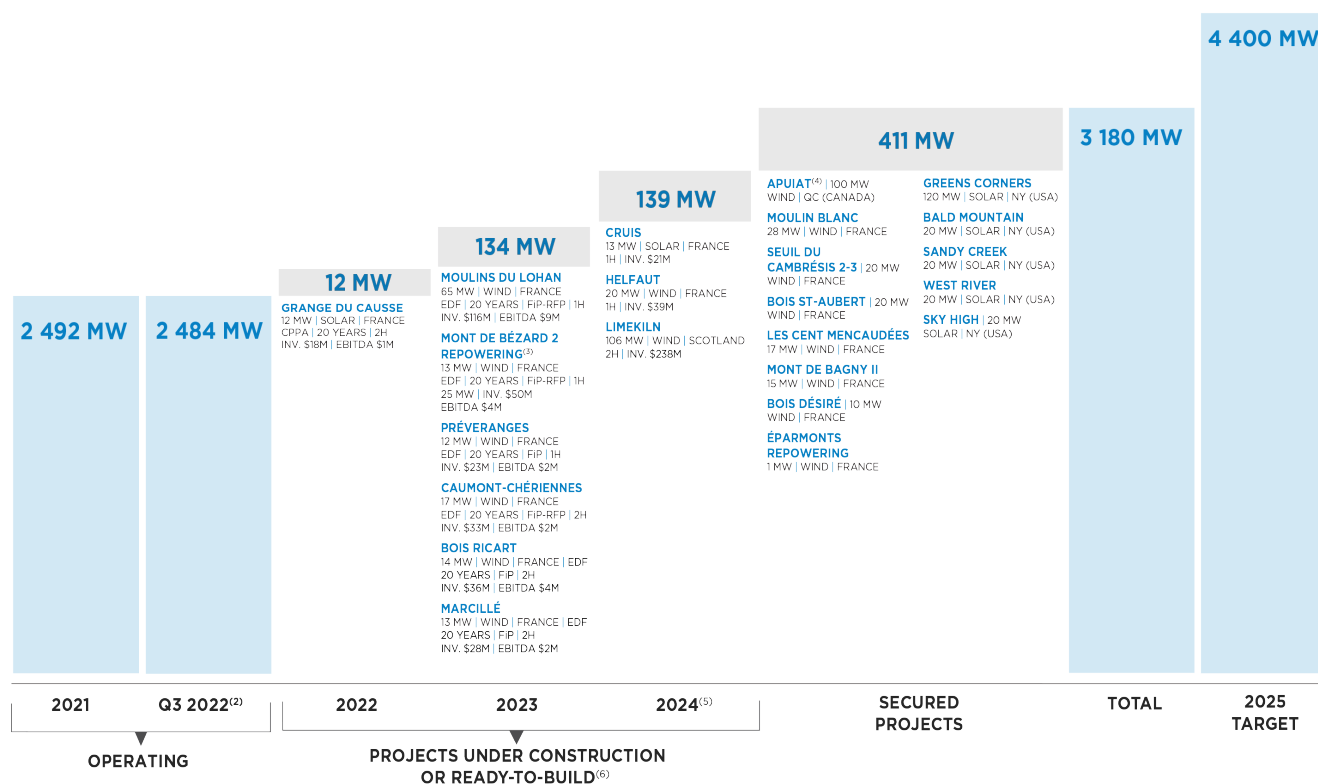 4 400 MW
3 180 MW
411 MW
139 MW
134 MW
12 MW
2 492 MW
2 484 MW
GRANGE DU CAUSSE
12 MW | SOLAR | FRANCE
CPPA | 20 YEARS | 2H
INV. $18M | EBITDA $1M
MOULINS DU LOHAN
65 MW | WIND | FRANCE
EDF | 20 YEARS | FiP-RFP | 1H
INV. $116M | EBITDA $9M
MONT DE BÉZARD 2
REPOWERING(3)
13 MW | WIND | FRANCE
EDF | 20 YEARS | FiP-RFP | 1H
25 MW | INV. $50M
EBITDA $4M
PRÉVERANGES
12 MW | WIND | FRANCE
EDF | 20 YEARS | FiP | 1H
INV. $23M | EBITDA $2M
CAUMONT-CHÉRIENNES
17 MW | WIND | FRANCE
EDF | 20 YEARS | FiP-RFP | 2H
INV. $33M | EBITDA $2M
BOIS RICART
14 MW | WIND | FRANCE | EDF
20 YEARS | FiP | 2H
INV. $36M | EBITDA $4M
MARCILLÉ
13 MW | WIND | FRANCE | EDF
20 YEARS | FiP | 2H
INV. $28M | EBITDA $2M
CRUIS
13 MW | SOLAR | FRANCE
1H | INV. $21M
HELFAUT
20 MW | WIND | FRANCE
1H | INV. $39M
LIMEKILN
106 MW | WIND | SCOTLAND
2H | INV. $238M
APUIAT(4) | 100 MW
WIND | QC (CANADA)
MOULIN BLANC
28 MW | WIND | FRANCE
SEUIL DU
CAMBRÉSIS 2-3 | 20 MW
WIND | FRANCE
BOIS ST-AUBERT | 20 MW
WIND | FRANCE
LES CENT MENCAUDÉES
17 MW | WIND | FRANCE
MONT DE BAGNY II
15 MW | WIND | FRANCE
BOIS DÉSIRÉ | 10 MW
WIND | FRANCE
ÉPARMONTS
REPOWERING
1 MW | WIND | FRANCE
GREENS CORNERS
120 MW | SOLAR | NY (USA)
BALD MOUNTAIN
20 MW | SOLAR | NY (USA)
SANDY CREEK
20 MW | SOLAR | NY (USA)
WEST RIVER
20 MW | SOLAR | NY (USA)
SKY HIGH | 20 MW
SOLAR | NY (USA)
2021
Q3 2022(2)
2022
2023
2024(5)
SECURED
PROJECTS
TOTAL
2025
TARGET
OPERATING
PROJECTS UNDER CONSTRUCTION
OR READY-TO-BUILD(6)